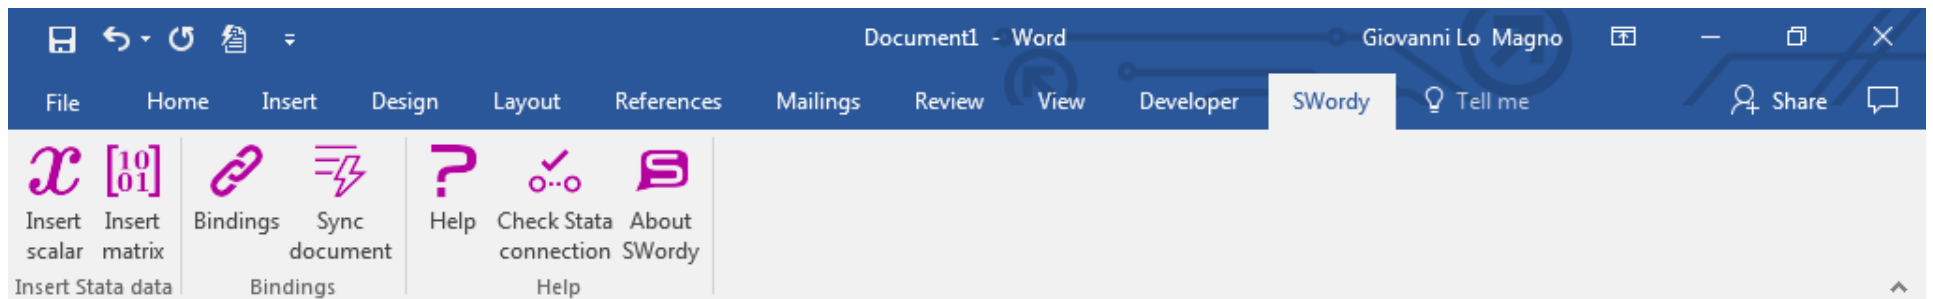 Document1 - Word
Giovanni Lo Magno
File Home Insert Design Layout References Mailings Review View Developer SWordy Tell me Share
Insert scalar
Insert matrix
Bindings
Sync document
Help
Check Stata connection
About SWordy
Insert Stata data
Bindings
Help